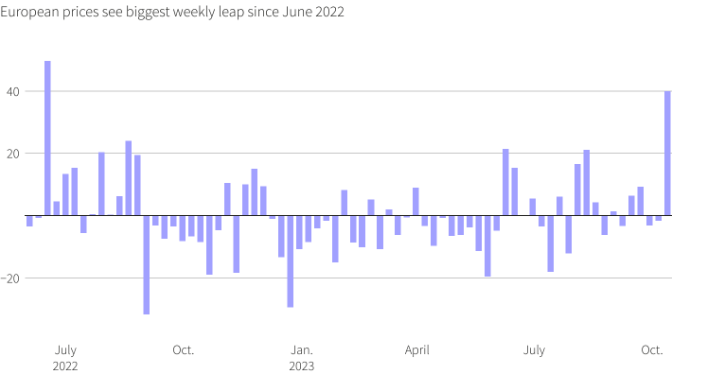 European prices see biggest weekly leap since June 2022
40
20
−20
July Oct. Jan. April July Oct.
2022 2023